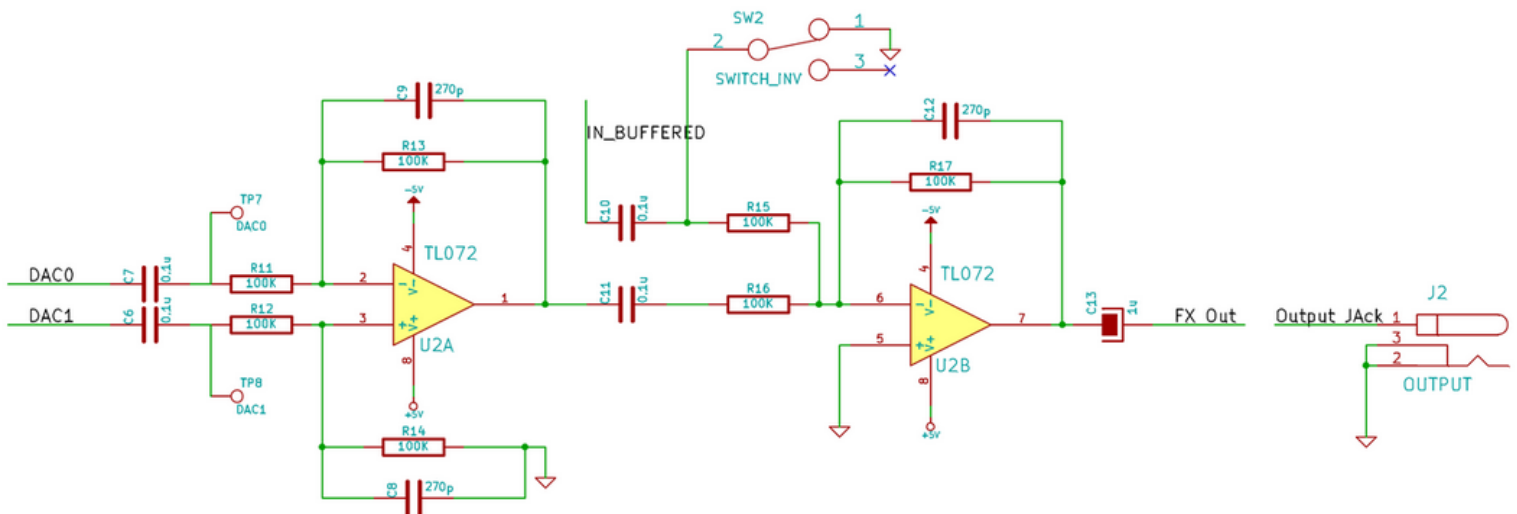 SW2
1
2
3
SWITCH_INV
C9
270p
C12
270p
IN_BUFFERED
R13
100K
R17
100K
TP7
DAC0
-5V
-5V
C10
0.1u
R15
100K
4
TL072
4
TL072
DAC0
C7
0.1u
R11
100K
2
V-
1
C11
0.1u
R16
100K
6
V-
7
C13
1u
FX Out
Output JAck
1
J2
DAC1
C6
0.1u
R12
100K
3
V+
U2A
5
V+
U2B
3
2
OUTPUT
8
8
TP8
DAC1
+5V
+5V
R14
100K
C8
270p